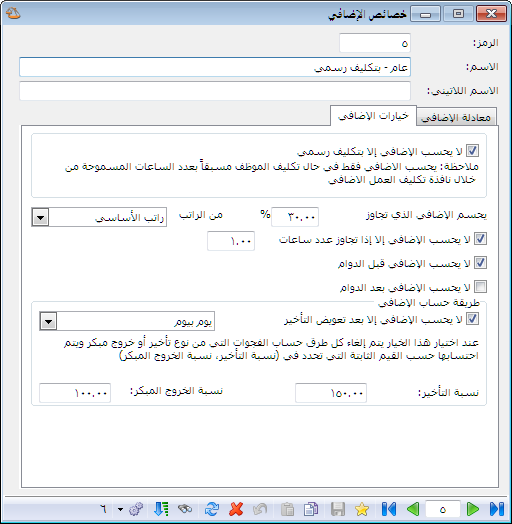 خصائص الإضافي
الرمز:
٥
الاسم:
عام - بتكليف رسمي
الاسم اللاتيني:
معادلة الإضافي
خيارات الإضافي
لا يحسب الإضافي إلا بتكليف رسمي
ملاحظة: يحسب الاضافي فقط في حال تكليف الموظف مسبقاً بعدد الساعات المسموحة من
خلال نافذة تكليف العمل الاضافي
يحسم الإضافي الذي تجاوز
٣٠.٠٠
%
من الراتب
راتب الأساسي
لا يحسب الإضافي إلا إذا تجاوز عدد ساعات
١.٠٠
لا يحسب الإضافي قبل الدوام
لا يحسب الإضافي بعد الدوام
طريقة حساب الإضافي
لا يحسب الإضافي إلا بعد تعويض التأخير
يوم بيوم
عند اختيار هذا الخيار يتم إلغاء كل طرق حساب الفجوات التي من نوع تأخير أو خروج مبكر ويتم
احتسابها حسب القيم الثابتة التي تحدد في (نسبة التأخير، نسبة الخروج المبكر)
نسبة التأخير:
١٥٠.٠٠
نسبة الخروج المبكر:
١٠٠.٠٠
٥
٦